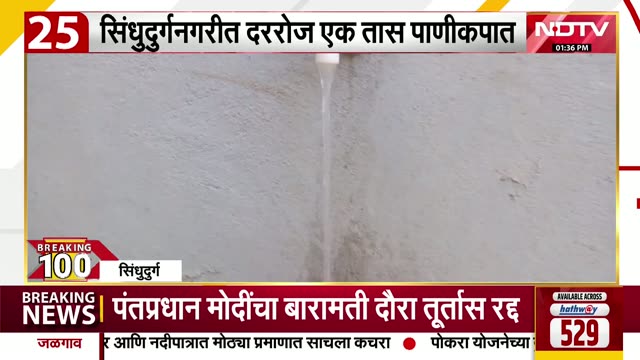 25 सिंधुदुर्गनगरीत दररोज एक तास पाणीकपात
NDTV
01:36 PM
BREAKING
100
सिंधुदुर्ग
BREAKING NEWS
पंतप्रधान मोदींचा बारामती दौरा तूर्तास रद्द
AVAILABLE ACROSS
hathway
529
जळगाव
र आणि नदीपात्रात मोठ्या प्रमाणात साचला कचरा • पोकरा योजनेच्या